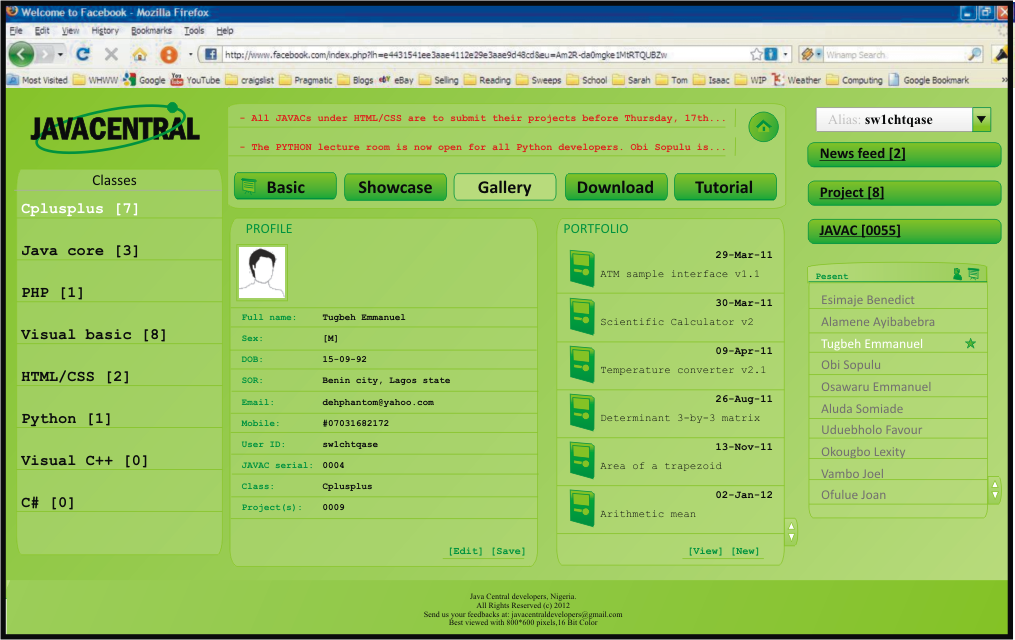 Welcome to Facebook - Mozilla Firefox
File Edit View History Bookmarks Tools Help
http://www.facebook.com/index.php?lh=e4431541ee3aae4112e29e3aae9d48cd&eu=Am2R-da0mgke1MtRTQUBZw
Winamp Search
Most Visited WHWW Google YouTube craigslist Pragmatic Blogs eBay Selling Reading Sweeps School Sarah Tom Isaac WIP Weather Computing Google Bookmark »
JAVACENTRAL
- All JAVACs under HTML/CSS are to submit their projects before Thursday, 17th...
- The PYTHON lecture room is now open for all Python developers. Obi Sopulu is...
Alias: sw1chtqase
News feed [2]
Project [8]
JAVAC [0055]
Basic Showcase Gallery Download Tutorial
Classes
Cplusplus [7]
Java core [3]
PHP [1]
Visual basic [8]
HTML/CSS [2]
Python [1]
Visual C++ [0]
C# [0]
PROFILE
Full name: Tugbeh Emmanuel
Sex: [M]
DOB: 15-09-92
SOR: Benin city, Lagos state
Email: dehphantom@yahoo.com
Mobile: #07031682172
User ID: sw1chtqase
JAVAC serial: 0004
Class: Cplusplus
Project(s): 0009
[Edit] [Save]
PORTFOLIO
29-Mar-11
ATM sample interface v1.1
30-Mar-11
Scientific Calculator v2
09-Apr-11
Temperature converter v2.1
26-Aug-11
Determinant 3-by-3 matrix
13-Nov-11
Area of a trapezoid
02-Jan-12
Arithmetic mean
[View] [New]
Pesent
Esimaje Benedict
Alamene Ayibabebra
Tugbeh Emmanuel
Obi Sopulu
Osawaru Emmanuel
Aluda Somiade
Uduebholo Favour
Okougbo Lexity
Vambo Joel
Ofulue Joan
Java Central developers, Nigeria.
All Rights Reserved (c) 2012
Send us your feedbacks at: javacentraldevelopers@gmail.com
Best viewed with 800*600 pixels,16 Bit Color